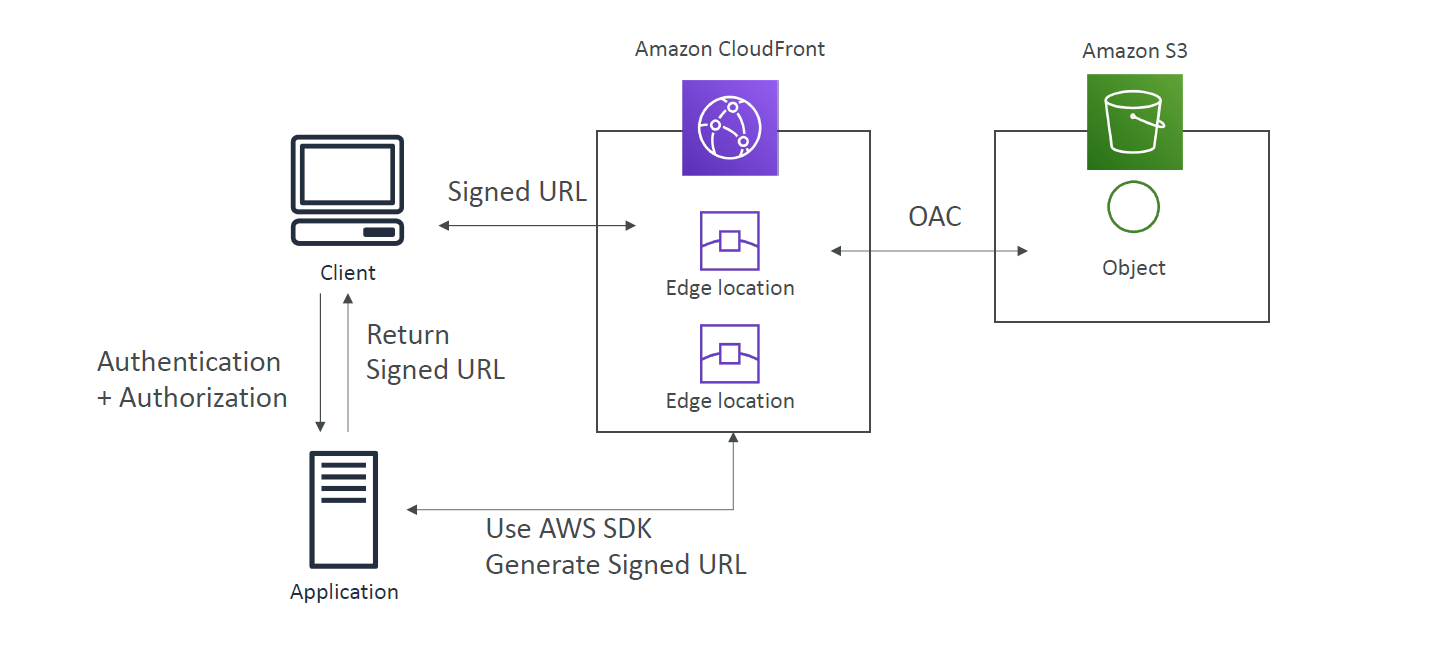 Amazon CloudFront
Amazon S3
Signed URL
OAC
Client
Object
Edge location
Return
Signed URL
Authentication
+ Authorization
Edge location
Use AWS SDK
Generate Signed URL
Application